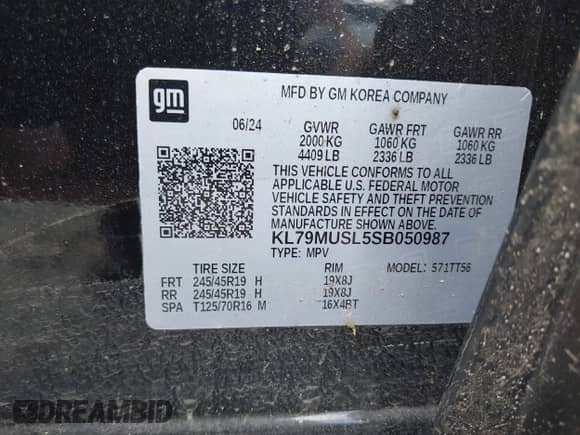 gm
MFD BY GM KOREA COMPANY
06/24 GVWR GAWR FRT GAWR RR
2000 KG 1060 KG 1060 KG
4409 LB 2336 LB 2336 LB
THIS VEHICLE CONFORMS TO ALL
APPLICABLE U.S. FEDERAL MOTOR
VEHICLE SAFETY AND THEFT PREVENTION
STANDARDS IN EFFECT ON THE DATE OF
MANUFACTURE SHOWN ABOVE.
KL79MUSL5SB050987
TYPE: MPV MODEL: 571TT56
TIRE SIZE RIM
FRT 245/45R19 H 19X8J
RR 245/45R19 H 19X8J
SPA T125/70R16 M 16X4BT
DREAMBID